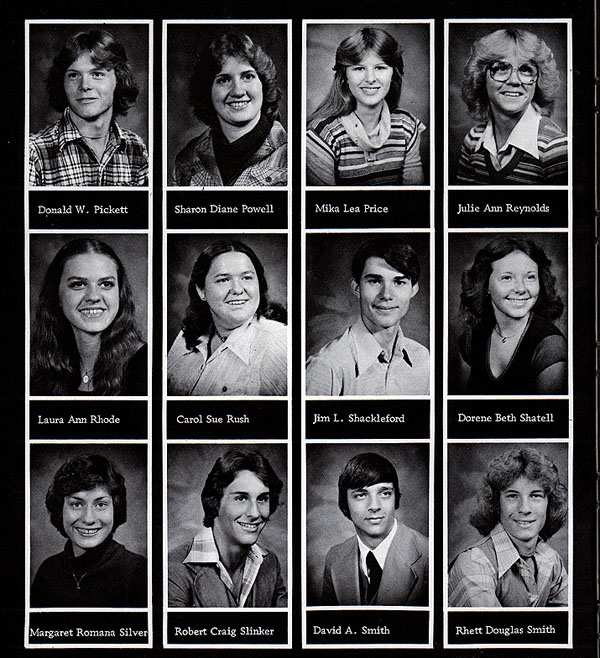 Donald W. Pickett
Sharon Diane Powell
Mika Lea Price
Julie Ann Reynolds
Laura Ann Rhode
Carol Sue Rush
Jim L. Shackleford
Dorene Beth Shatell
Margaret Romana Silver
Robert Craig Slinker
David A. Smith
Rhett Douglas Smith